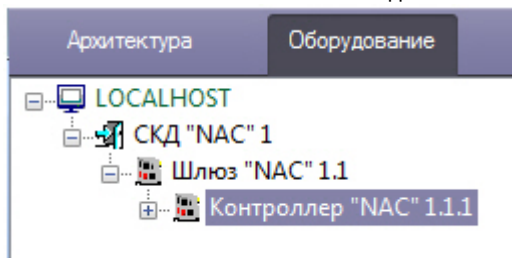 Архитектура Оборудование
LOCALHOST
СКД "NAC" 1
Шлюз "NAC" 1.1
Контроллер "NAC" 1.1.1